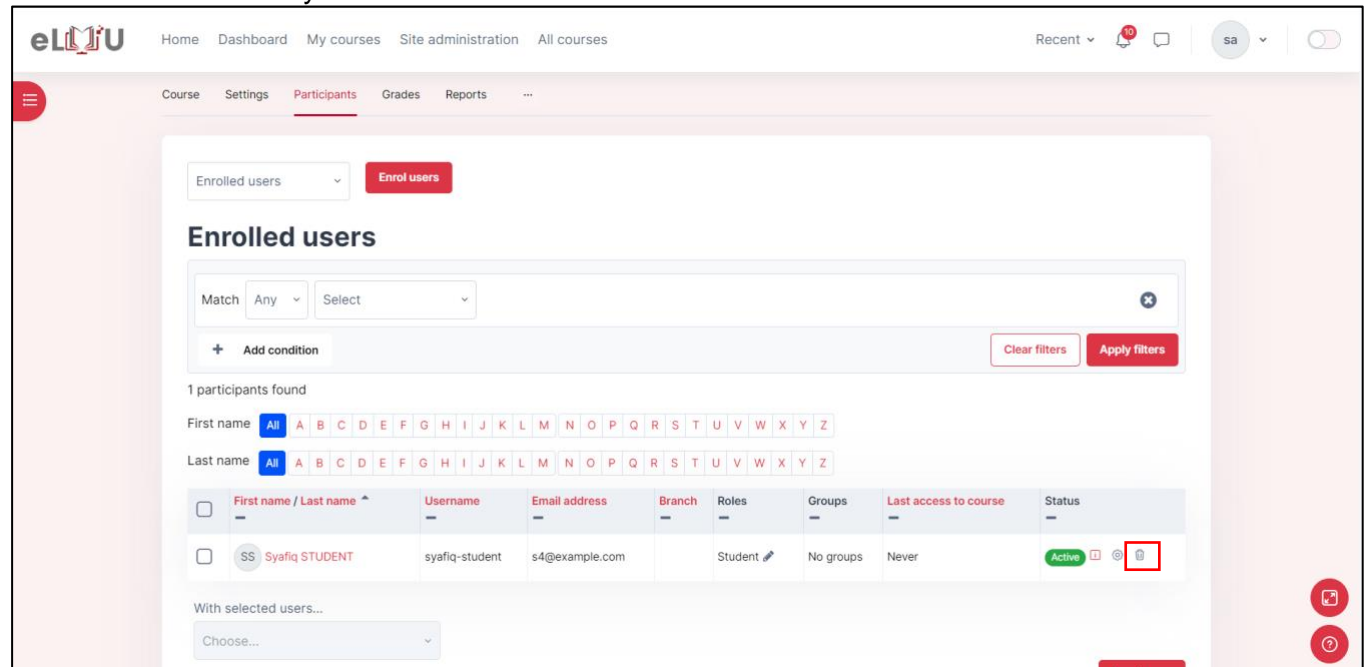 eLMJU
Home Dashboard My courses Site administration All courses Recent 10 sa
Course Settings Participants Grades Reports ...
Enrolled users Enrol users
Enrolled users
Match Any Select
+ Add condition Clear filters Apply filters
1 participants found
First name All A B C D E F G H I J K L M N O P Q R S T U V W X Y Z
Last name All A B C D E F G H I J K L M N O P Q R S T U V W X Y Z
First name / Last name Username Email address Branch Roles Groups Last access to course Status
SS Syafiq STUDENT syafiq-student s4@example.com Student No groups Never Active
With selected users...
Choose...